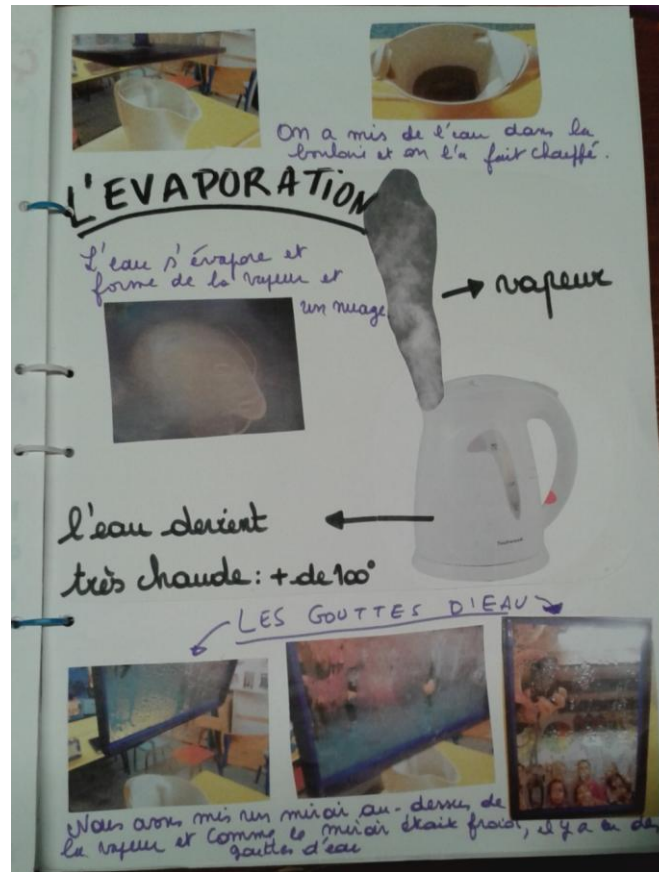 On a mis de l'eau dans la
bouloir et on l'a fait chauffé.
L'EVAPORATION
L'eau s'évapore et
forme de la vapeur et
un nuage
→ vapeur
l'eau devient
très chaude : + de 100°
LES GOUTTES D'EAU
Nous avons mis un miroir au-dessus de
la vapeur et comme le miroir était froid, il y a eu des
gouttes d'eau